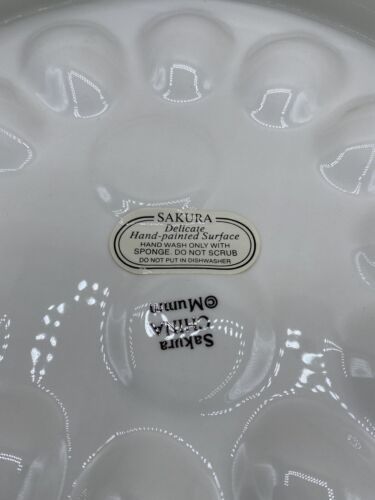 SAKURA
Delicate
Hand-painted Surface
HAND WASH ONLY WITH
SPONGE. DO NOT SCRUB
DO NOT PUT IN DISHWASHER
Sakura
CHINA
©Mumm